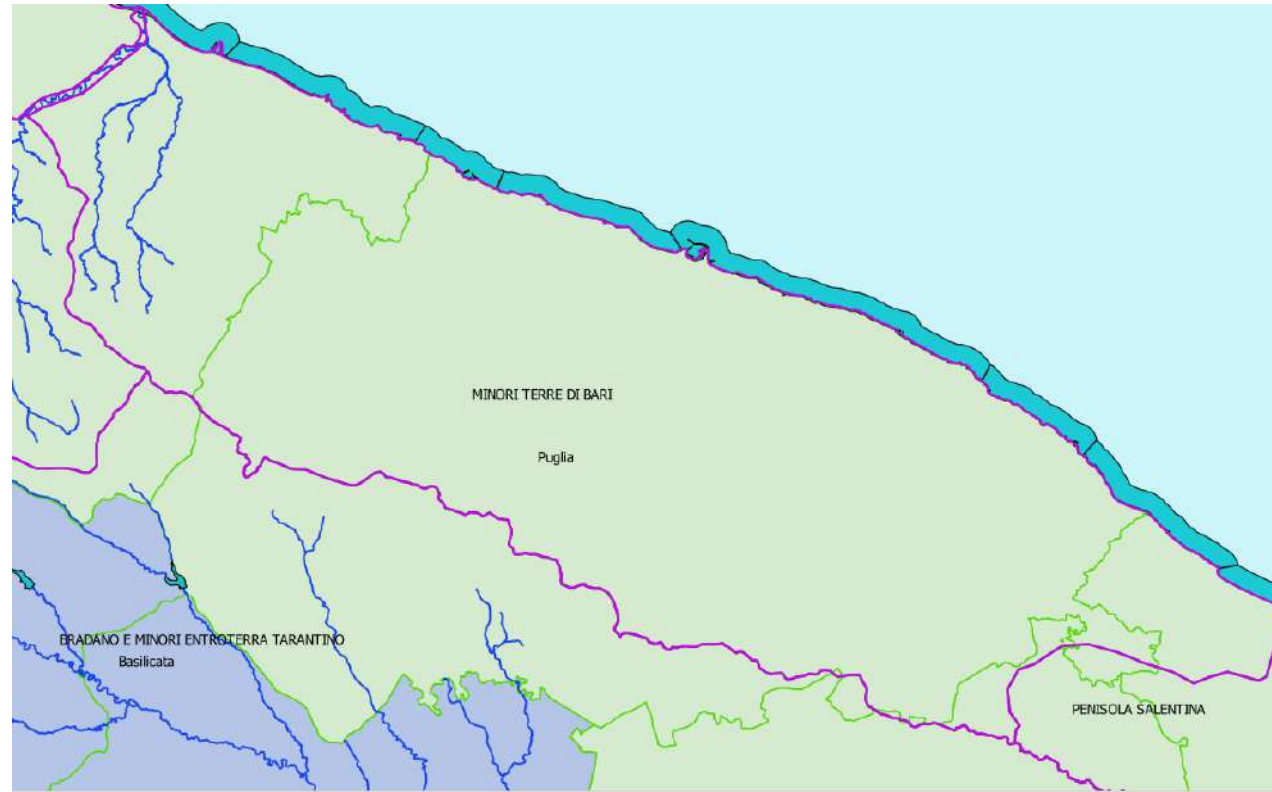 MINORI TERRE DI BARI
Puglia
BRADANO E MINORI ENTROTERRA TARANTINO
Basilicata
PENISOLA SALENTINA